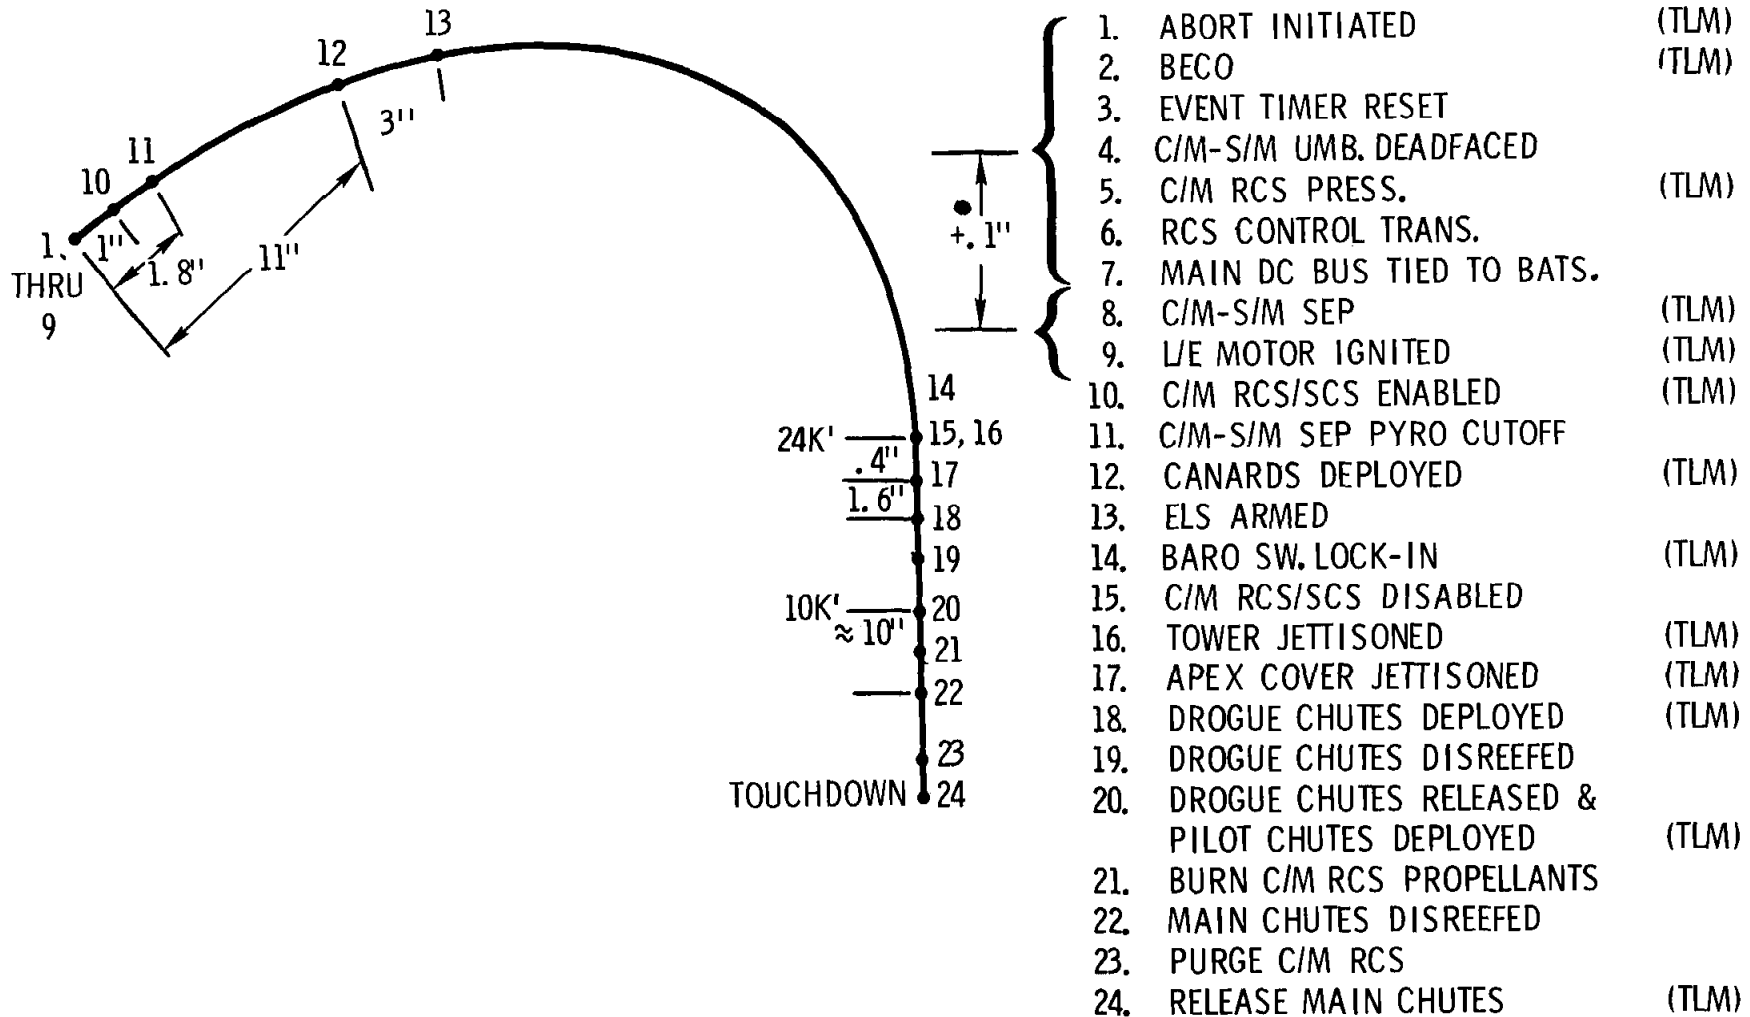 13
12
3"
11
10
1.
1"
THRU
1.8"
11"
9
+.1"
14
24K'
15, 16
.4"
17
1.6"
18
19
10K'
20
≈ 10"
21
22
23
TOUCHDOWN
24
1. ABORT INITIATED (TLM)
2. BECO (TLM)
3. EVENT TIMER RESET
4. C/M-S/M UMB. DEADFACED
5. C/M RCS PRESS. (TLM)
6. RCS CONTROL TRANS.
7. MAIN DC BUS TIED TO BATS.
8. C/M-S/M SEP (TLM)
9. L/E MOTOR IGNITED (TLM)
10. C/M RCS/SCS ENABLED (TLM)
11. C/M-S/M SEP PYRO CUTOFF
12. CANARDS DEPLOYED (TLM)
13. ELS ARMED
14. BARO SW. LOCK-IN (TLM)
15. C/M RCS/SCS DISABLED
16. TOWER JETTISONED (TLM)
17. APEX COVER JETTISONED (TLM)
18. DROGUE CHUTES DEPLOYED (TLM)
19. DROGUE CHUTES DISREEFED
20. DROGUE CHUTES RELEASED &
PILOT CHUTES DEPLOYED (TLM)
21. BURN C/M RCS PROPELLANTS
22. MAIN CHUTES DISREEFED
23. PURGE C/M RCS
24. RELEASE MAIN CHUTES (TLM)